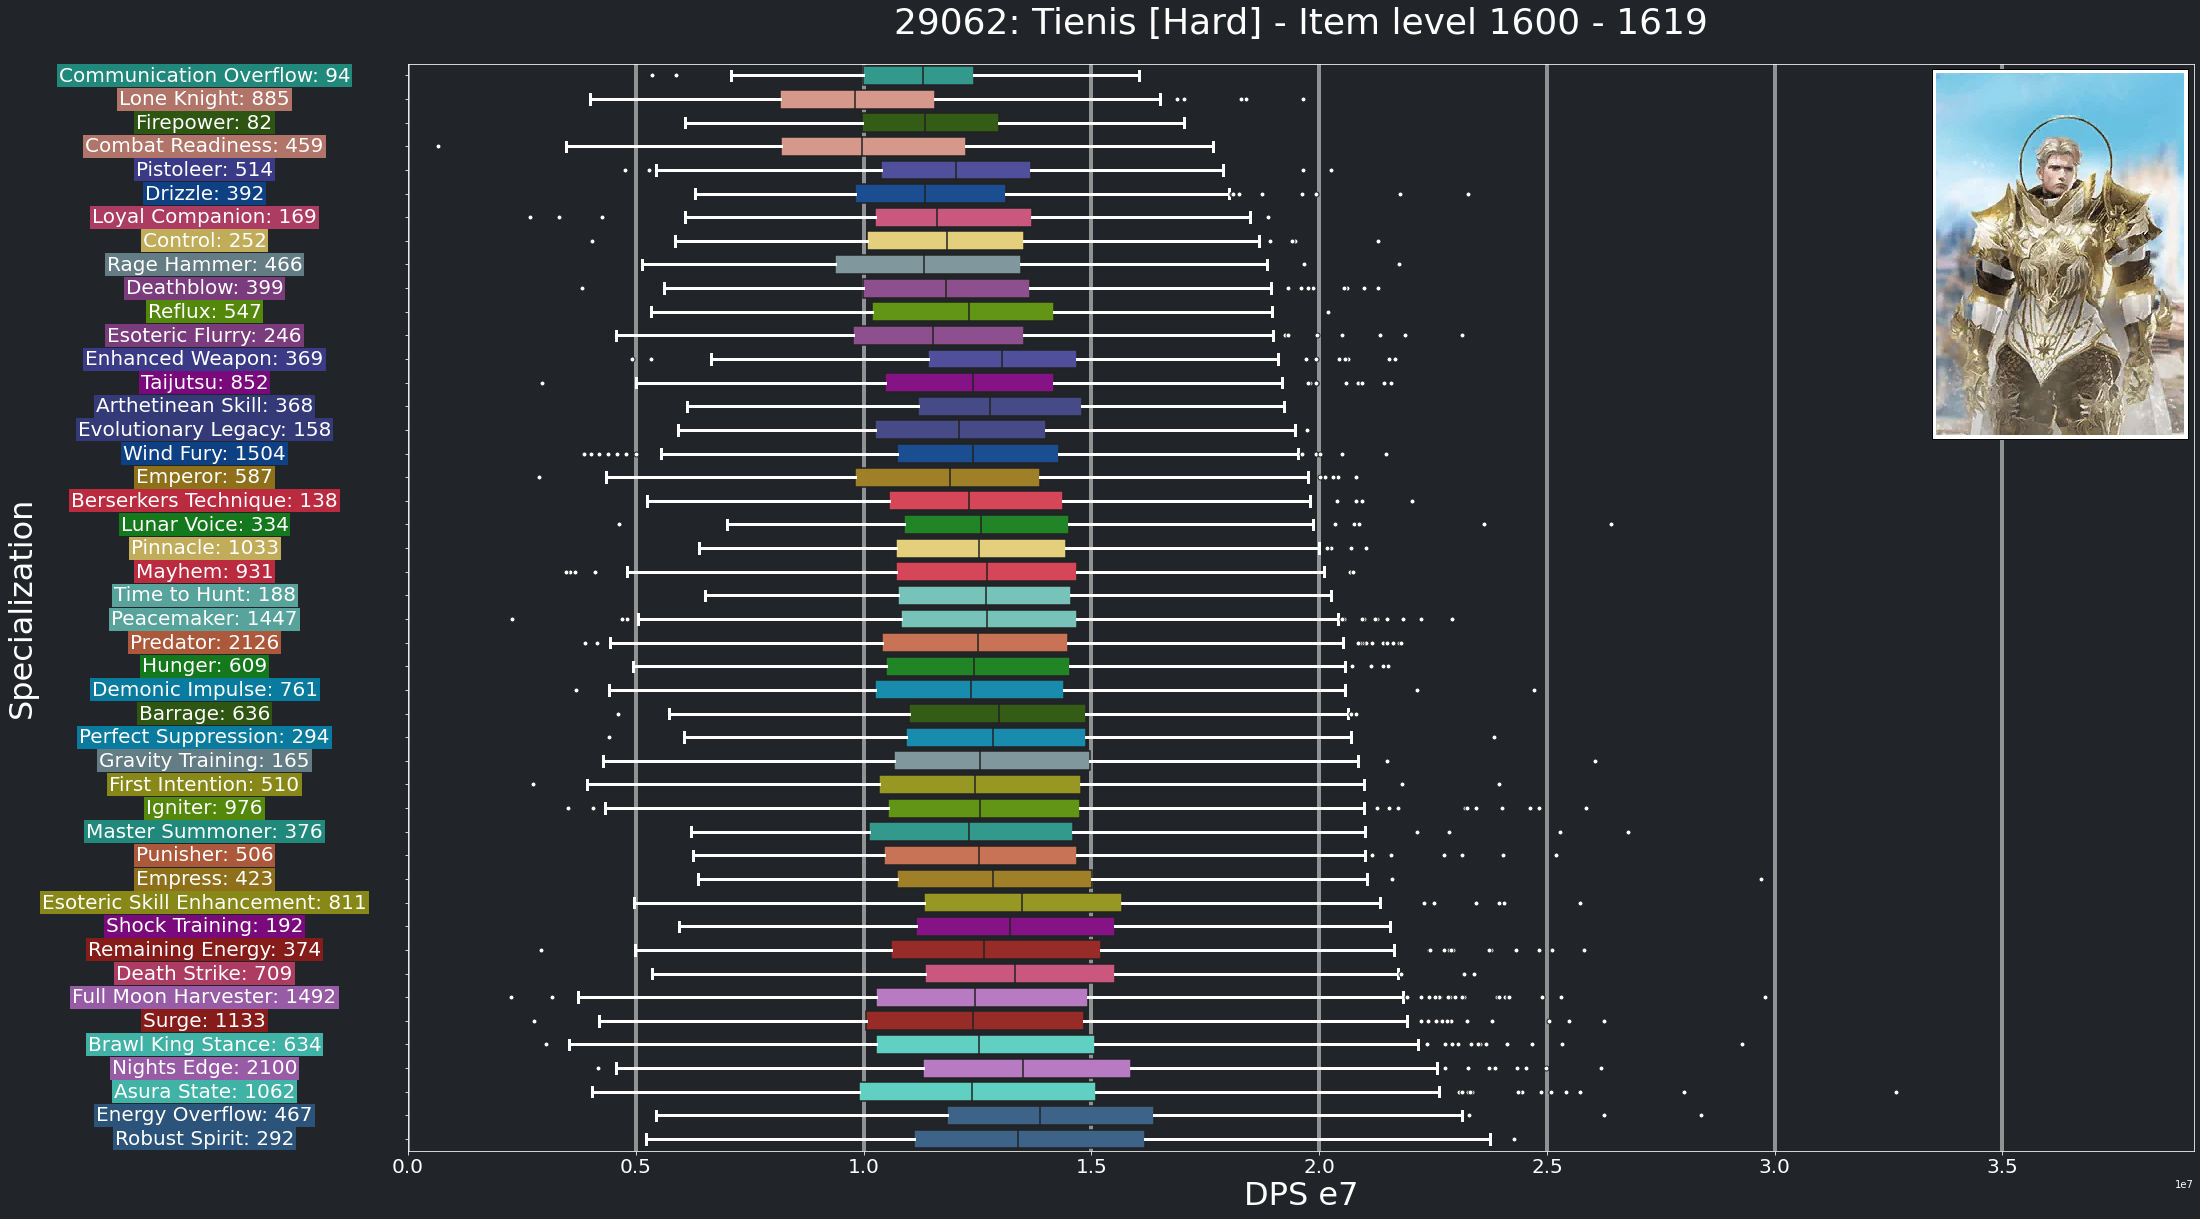 29062: Tienis [Hard] - Item level 1600 - 1619
Communication Overflow: 94
Lone Knight: 885
Firepower: 82
Combat Readiness: 459
Pistoleer: 514
Drizzle: 392
Loyal Companion: 169
Control: 252
Rage Hammer: 466
Deathblow: 399
Reflux: 547
Esoteric Flurry: 246
Enhanced Weapon: 369
Taijutsu: 852
Arthetinean Skill: 368
Evolutionary Legacy: 158
Wind Fury: 1504
Emperor: 587
Berserkers Technique: 138
Lunar Voice: 334
Pinnacle: 1033
Mayhem: 931
Time to Hunt: 188
Peacemaker: 1447
Predator: 2126
Hunger: 609
Demonic Impulse: 761
Barrage: 636
Perfect Suppression: 294
Gravity Training: 165
First Intention: 510
Igniter: 976
Master Summoner: 376
Punisher: 506
Empress: 423
Esoteric Skill Enhancement: 811
Shock Training: 192
Remaining Energy: 374
Death Strike: 709
Full Moon Harvester: 1492
Surge: 1133
Brawl King Stance: 634
Nights Edge: 2100
Asura State: 1062
Energy Overflow: 467
Robust Spirit: 292
Specialization
0.0 0.5 1.0 1.5 2.0 2.5 3.0 3.5
1e7
DPS e7